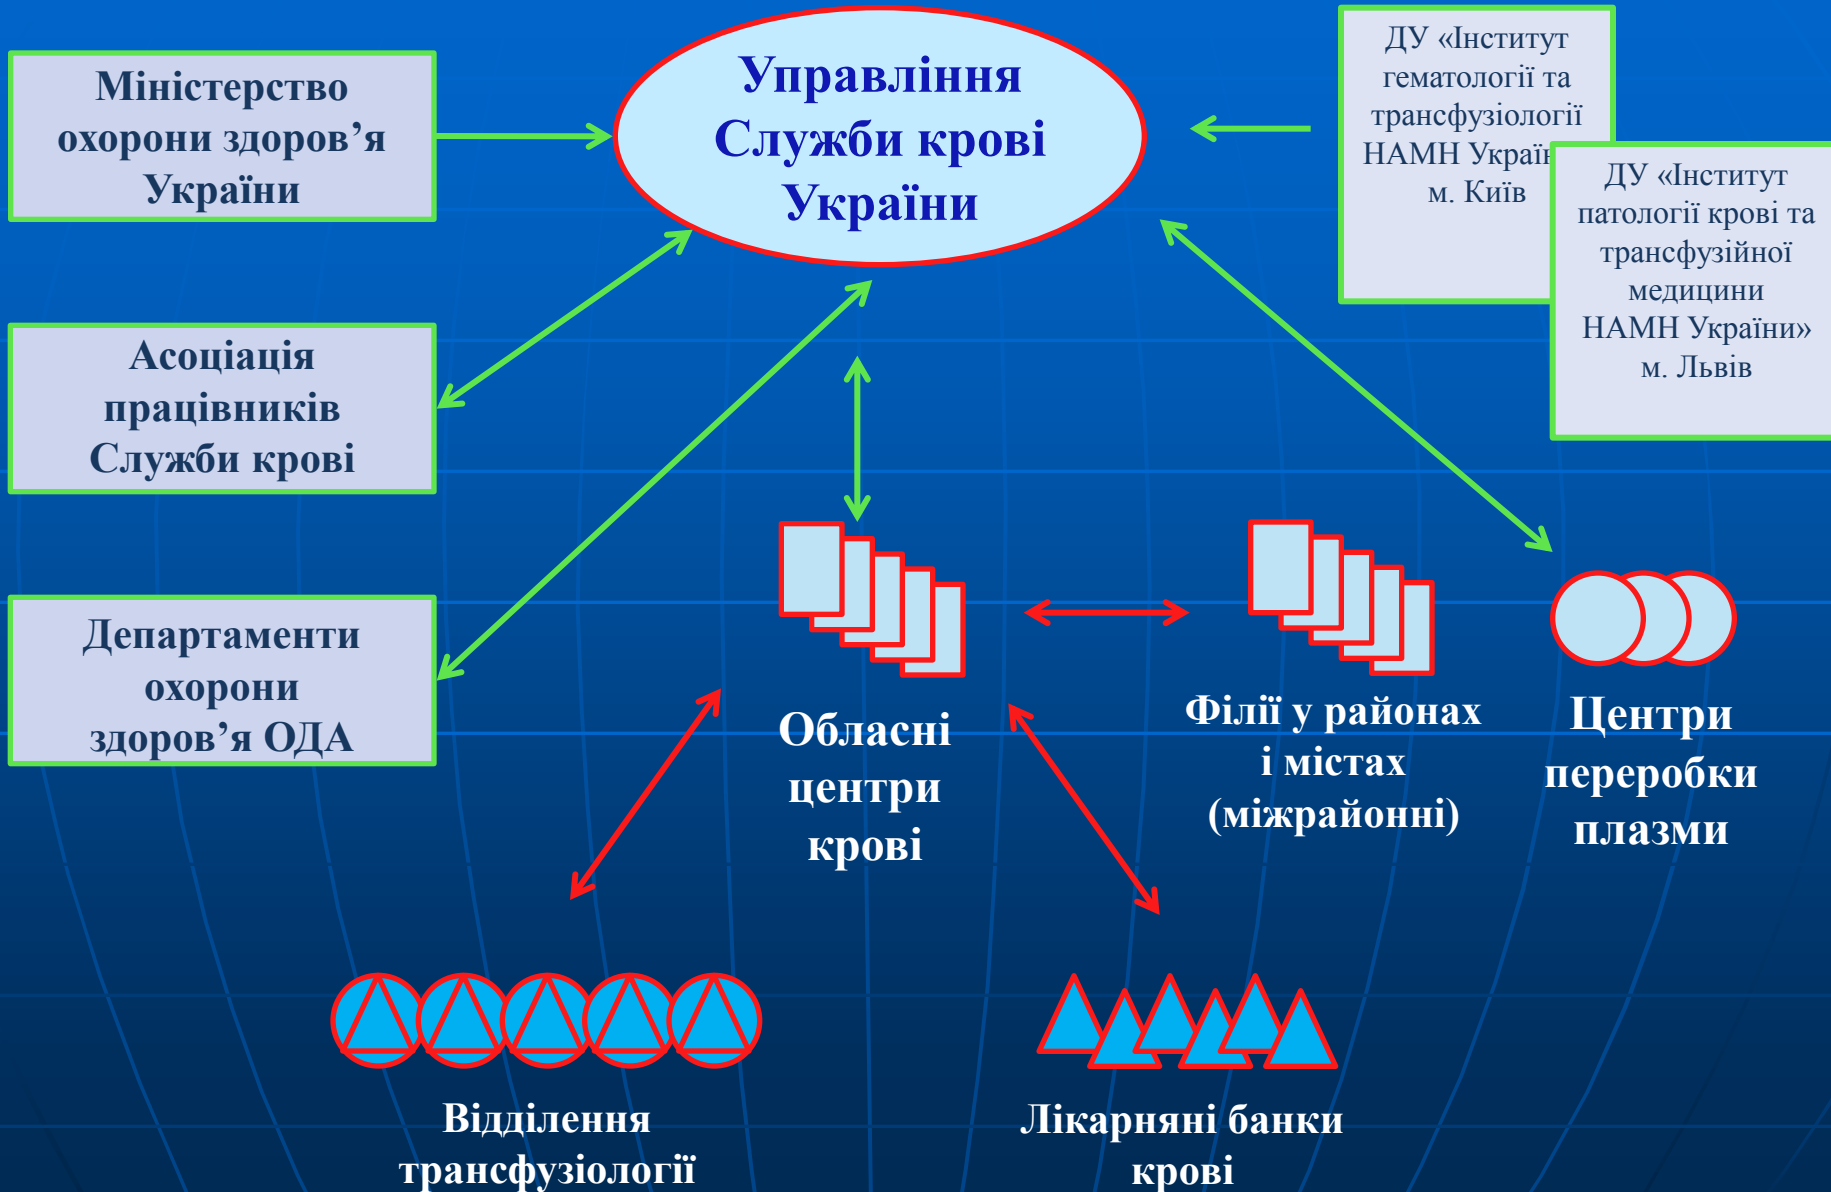 Міністерство
охорони здоров’я
України
Управління
Служби крові
України
ДУ «Інститут
гематології та
трансфузіології
НАМН Україн
м. Київ
ДУ «Інститут
патології крові та
трансфузійної
медицини
НАМН України»
м. Львів
Асоціація
працівників
Служби крові
Департаменти
охорони
здоров’я ОДА
Обласні
центри
крові
Філії у районах
і містах
(міжрайонні)
Центри
переробки
плазми
Відділення
трансфузіології
Лікарняні банки
крові